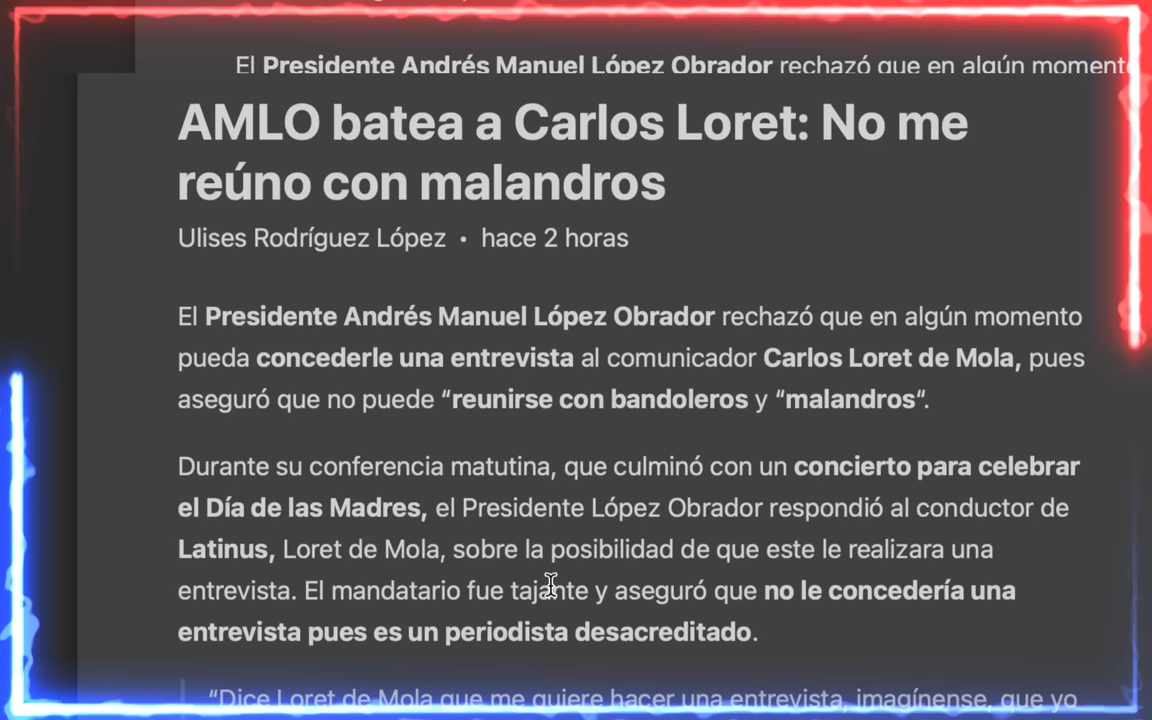 El Presidente Andrés Manuel López Obrador rechazó que en algún momento
AMLO batea a Carlos Loret: No me
reúno con malandros
Ulises Rodríguez López • hace 2 horas
El Presidente Andrés Manuel López Obrador rechazó que en algún momento
pueda concederle una entrevista al comunicador Carlos Loret de Mola, pues
aseguró que no puede “reunirse con bandoleros y “malandros“.
Durante su conferencia matutina, que culminó con un concierto para celebrar
el Día de las Madres, el Presidente López Obrador respondió al conductor de
Latinus, Loret de Mola, sobre la posibilidad de que este le realizara una
entrevista. El mandatario fue tajante y aseguró que no le concedería una
entrevista pues es un periodista desacreditado.
“Dice Loret de Mola que me quiere hacer una entrevista, imagínense, que yo